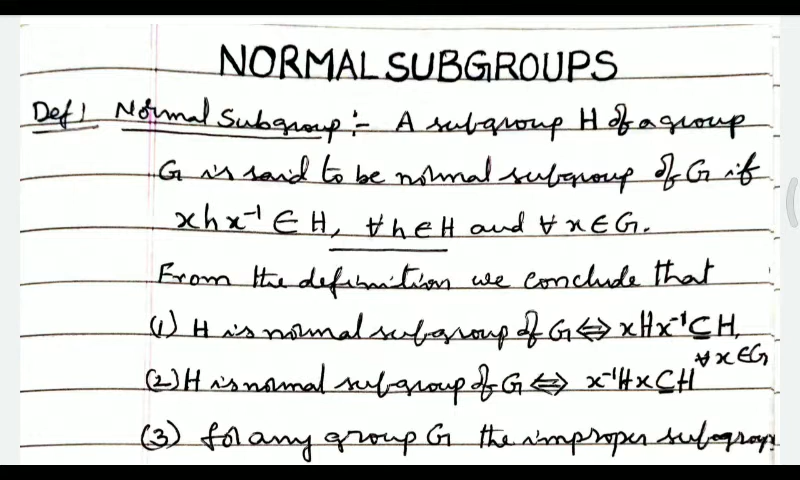 NORMAL SUBGROUPS
Def! Normal Subgroup :- A subgroup H of a group
G is said to be normal subgroup of G if
xhx⁻¹ ∈ H, ∀h∈H and ∀ x∈G.
From the definition we conclude that
(1) H is normal subgroup of G ⇔ xHx⁻¹⊆H,
∀x∈G
(2) H is normal subgroup of G ⇔ x⁻¹Hx⊆H
(3) for any group G the improper subgroups